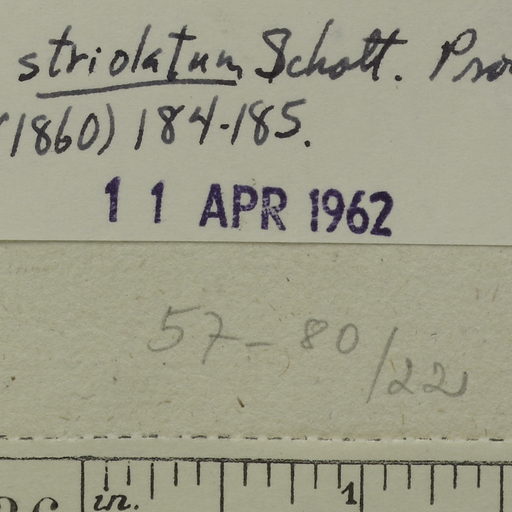 striolatum Schott. Pro
(1860) 184-185.
11 APR 1962
57-80/22
in. 1